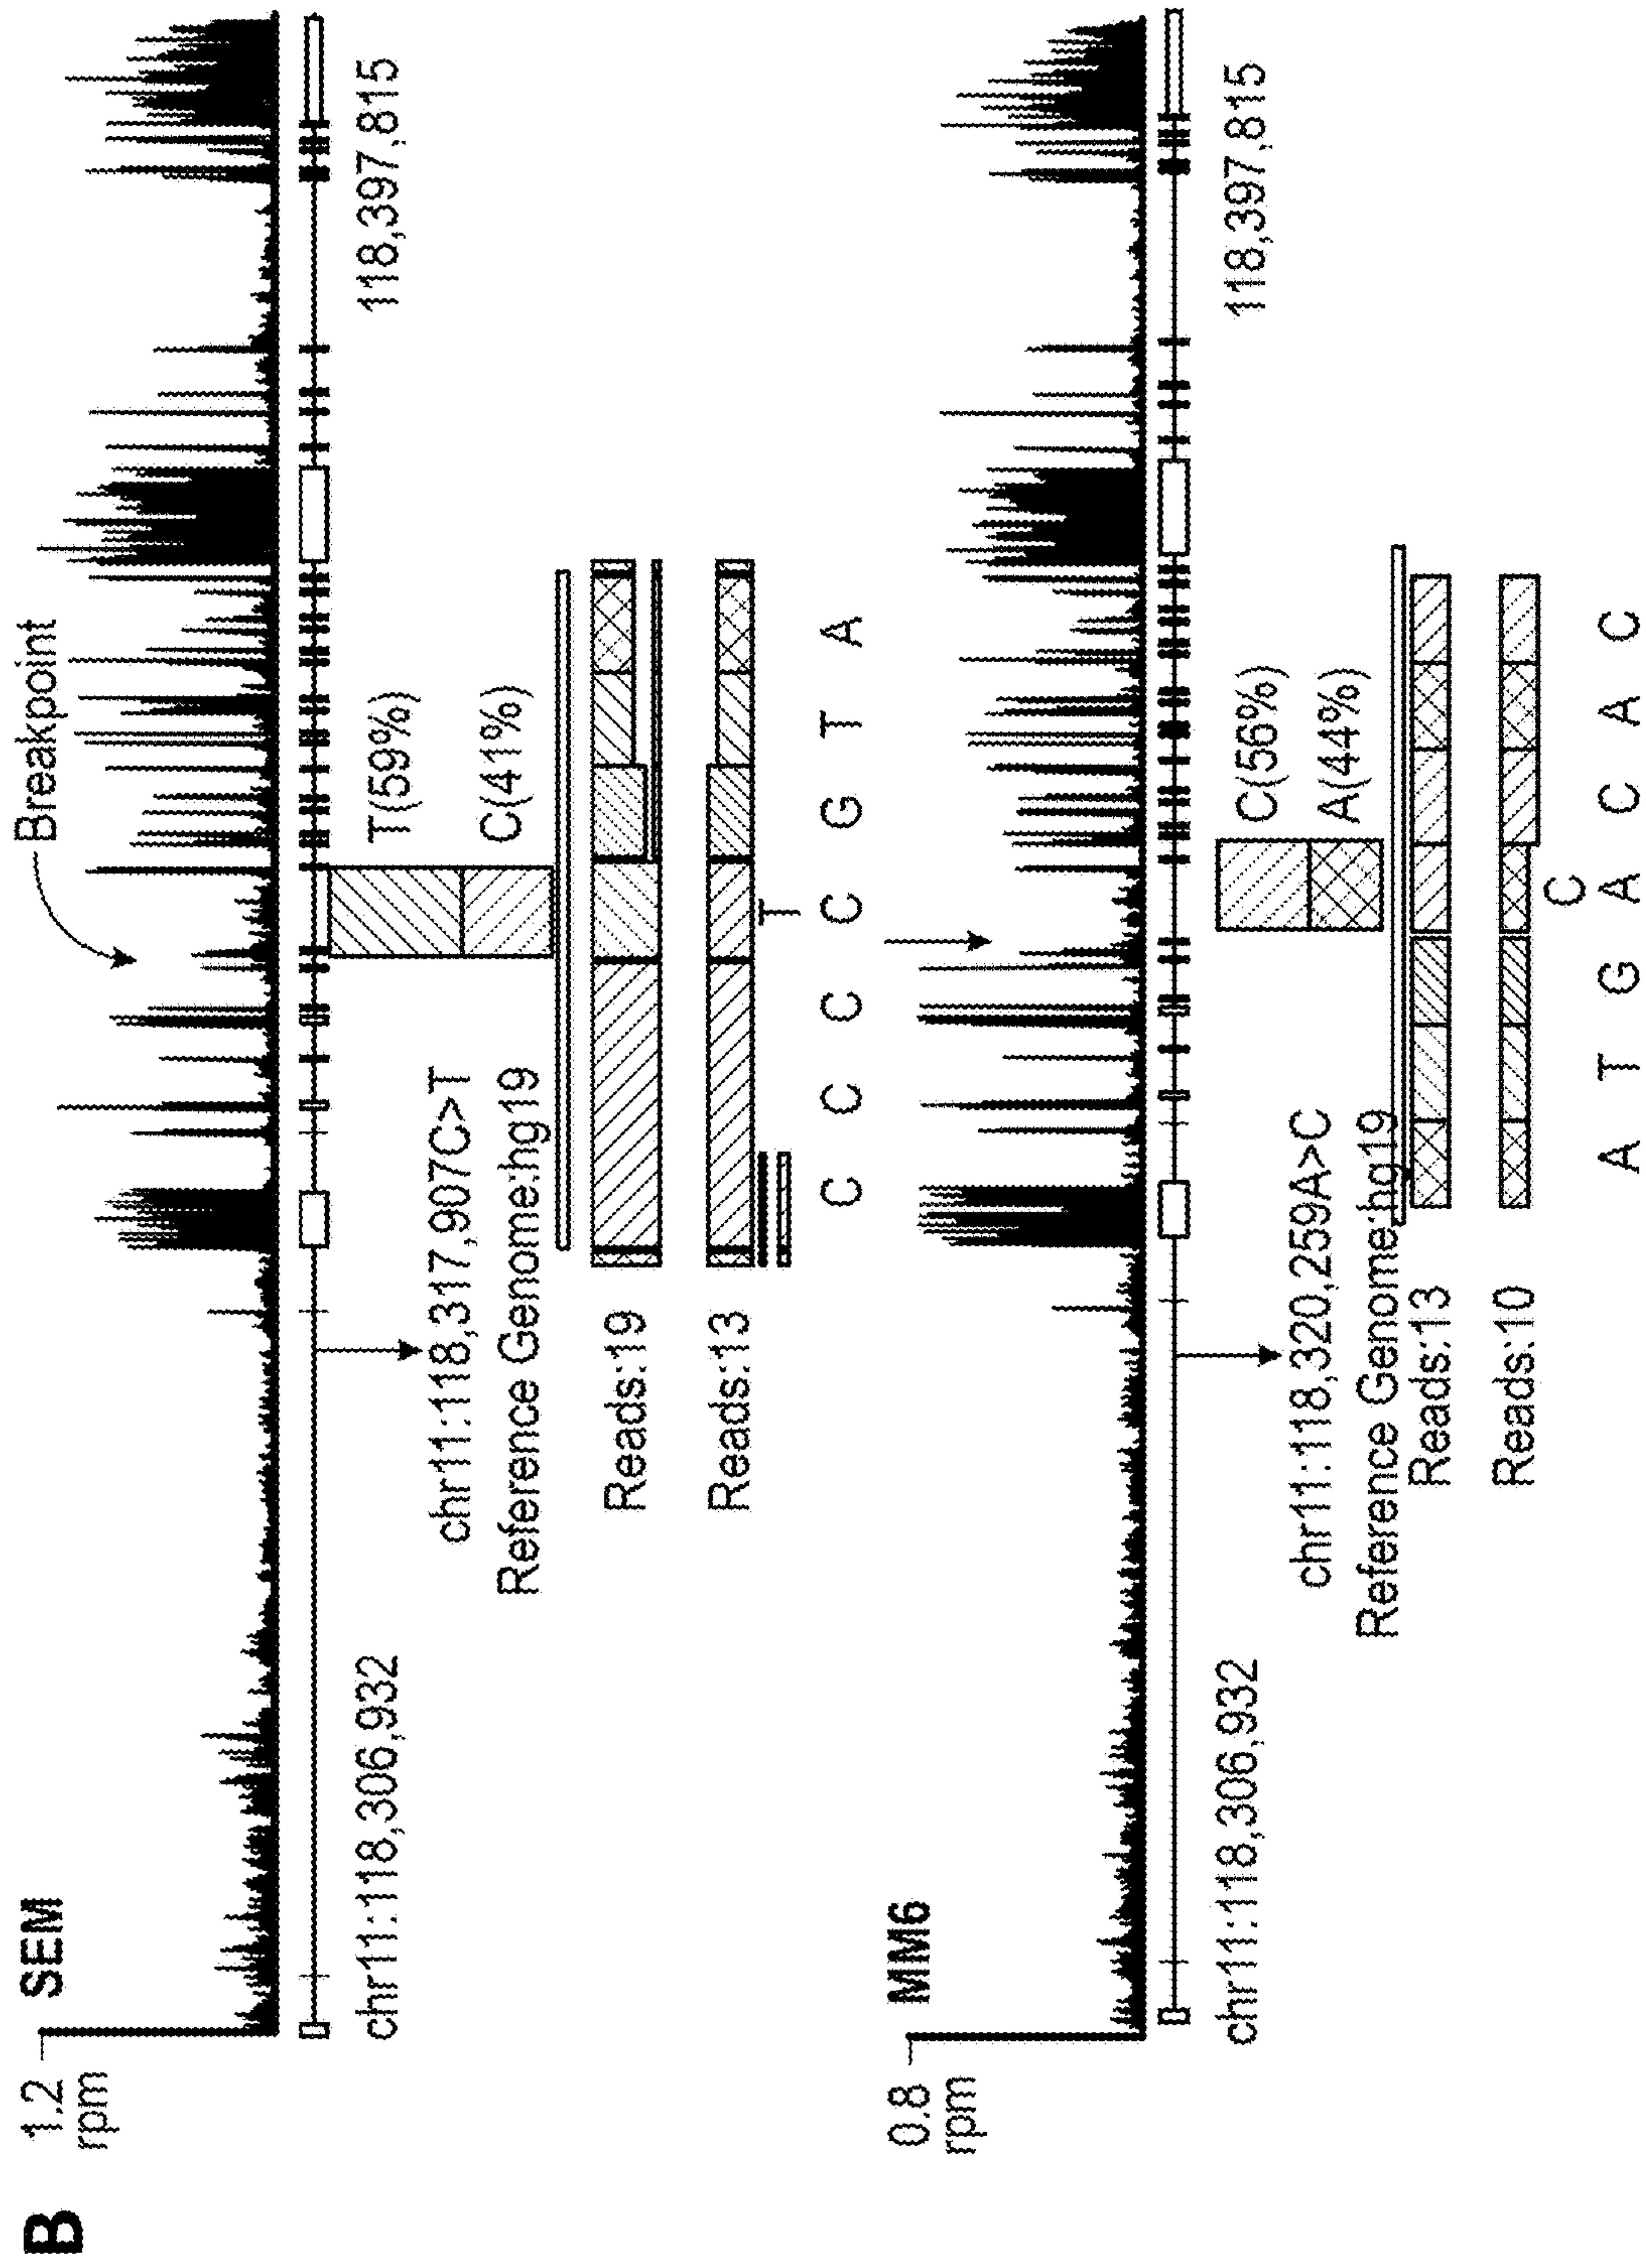 B
SEM
1.2
rpm
Breakpoint
chr11:118,306,932
118,397,815
chr11:118,317,907C>T
T(59%)
C(41%)
Reference Genome:hg19
Reads:19
Reads:13
T
C C C C G T A
MM6
0.8
rpm
chr11:118,306,932
118,397,815
chr11:118,320,259A>C
C(56%)
A(44%)
Reference Genome:hg19
Reads:13
Reads:10
C
A T G A C A C